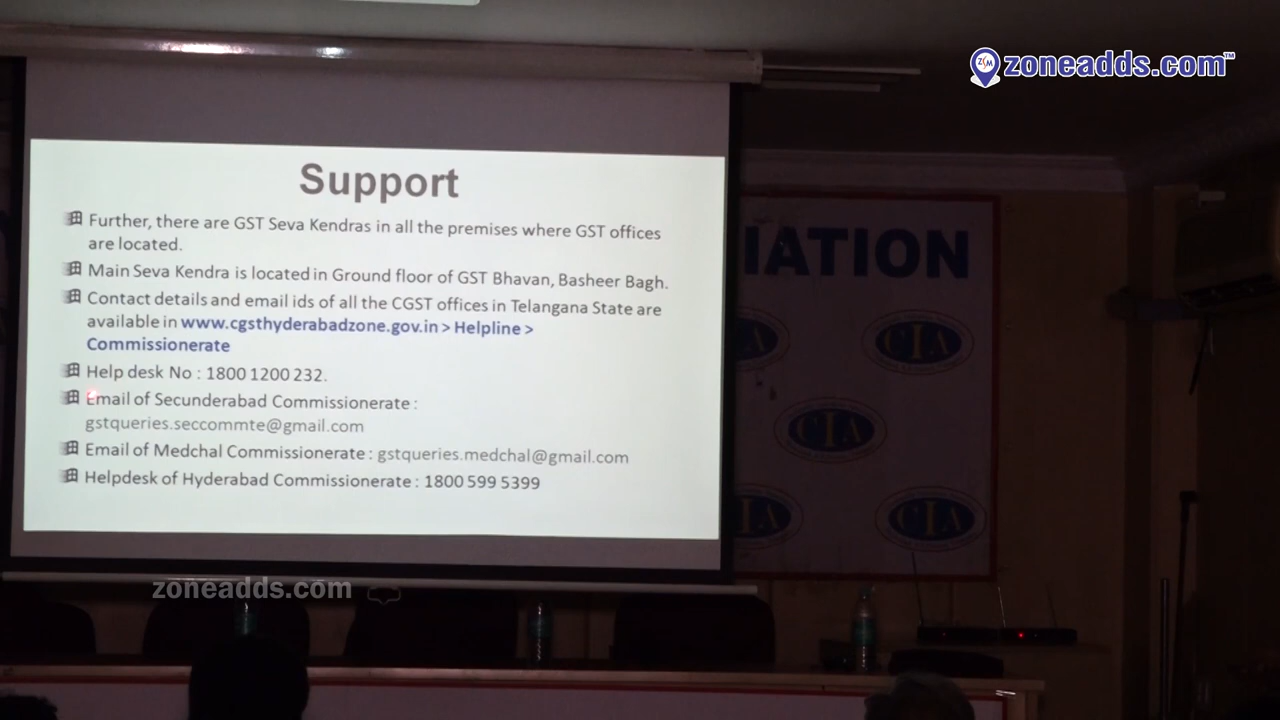 zoneadds.com™
Support
Further, there are GST Seva Kendras in all the premises where GST offices
are located.
Main Seva Kendra is located in Ground floor of GST Bhavan, Basheer Bagh.
Contact details and email ids of all the CGST offices in Telangana State are
available in www.cgsthyderabadzone.gov.in > Helpline >
Commissionerate
Help desk No : 1800 1200 232.
Email of Secunderabad Commissionerate :
gstqueries.seccommte@gmail.com
Email of Medchal Commissionerate : gstqueries.medchal@gmail.com
Helpdesk of Hyderabad Commissionerate : 1800 599 5399
IATION
CIA
CIA
CIA
zoneadds.com